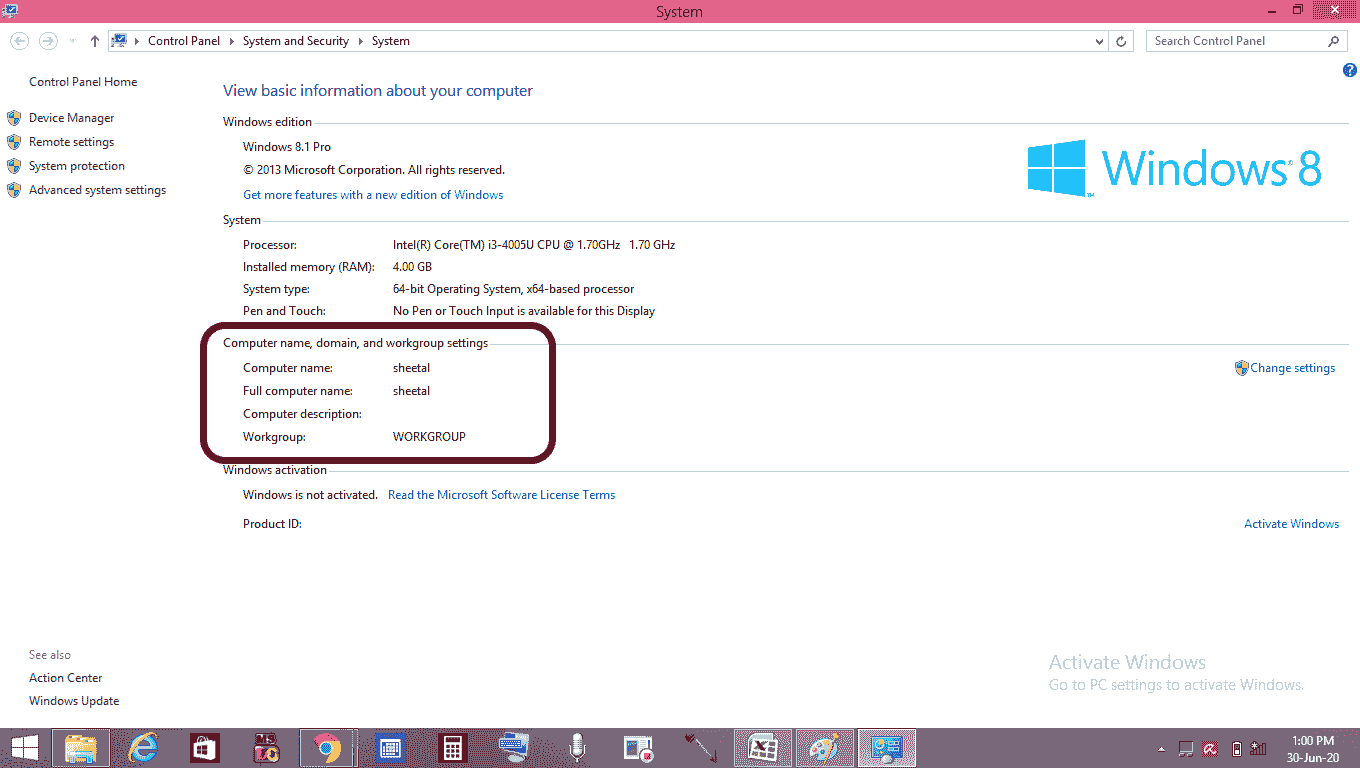 System
Control Panel System and Security System
Search Control Panel
Control Panel Home
Device Manager
Remote settings
System protection
Advanced system settings
View basic information about your computer
Windows edition
Windows 8.1 Pro
© 2013 Microsoft Corporation. All rights reserved.
Get more features with a new edition of Windows
Windows 8
System
Processor: Intel(R) Core(TM) i3-4005U CPU @ 1.70GHz 1.70 GHz
Installed memory (RAM): 4.00 GB
System type: 64-bit Operating System, x64-based processor
Pen and Touch: No Pen or Touch Input is available for this Display
Computer name, domain, and workgroup settings
Computer name: sheetal
Change settings
Full computer name: sheetal
Computer description:
Workgroup: WORKGROUP
Windows activation
Windows is not activated. Read the Microsoft Software License Terms
Product ID:
Activate Windows
See also
Action Center
Windows Update
Activate Windows
Go to PC settings to activate Windows.
1:00 PM
30-Jun-20